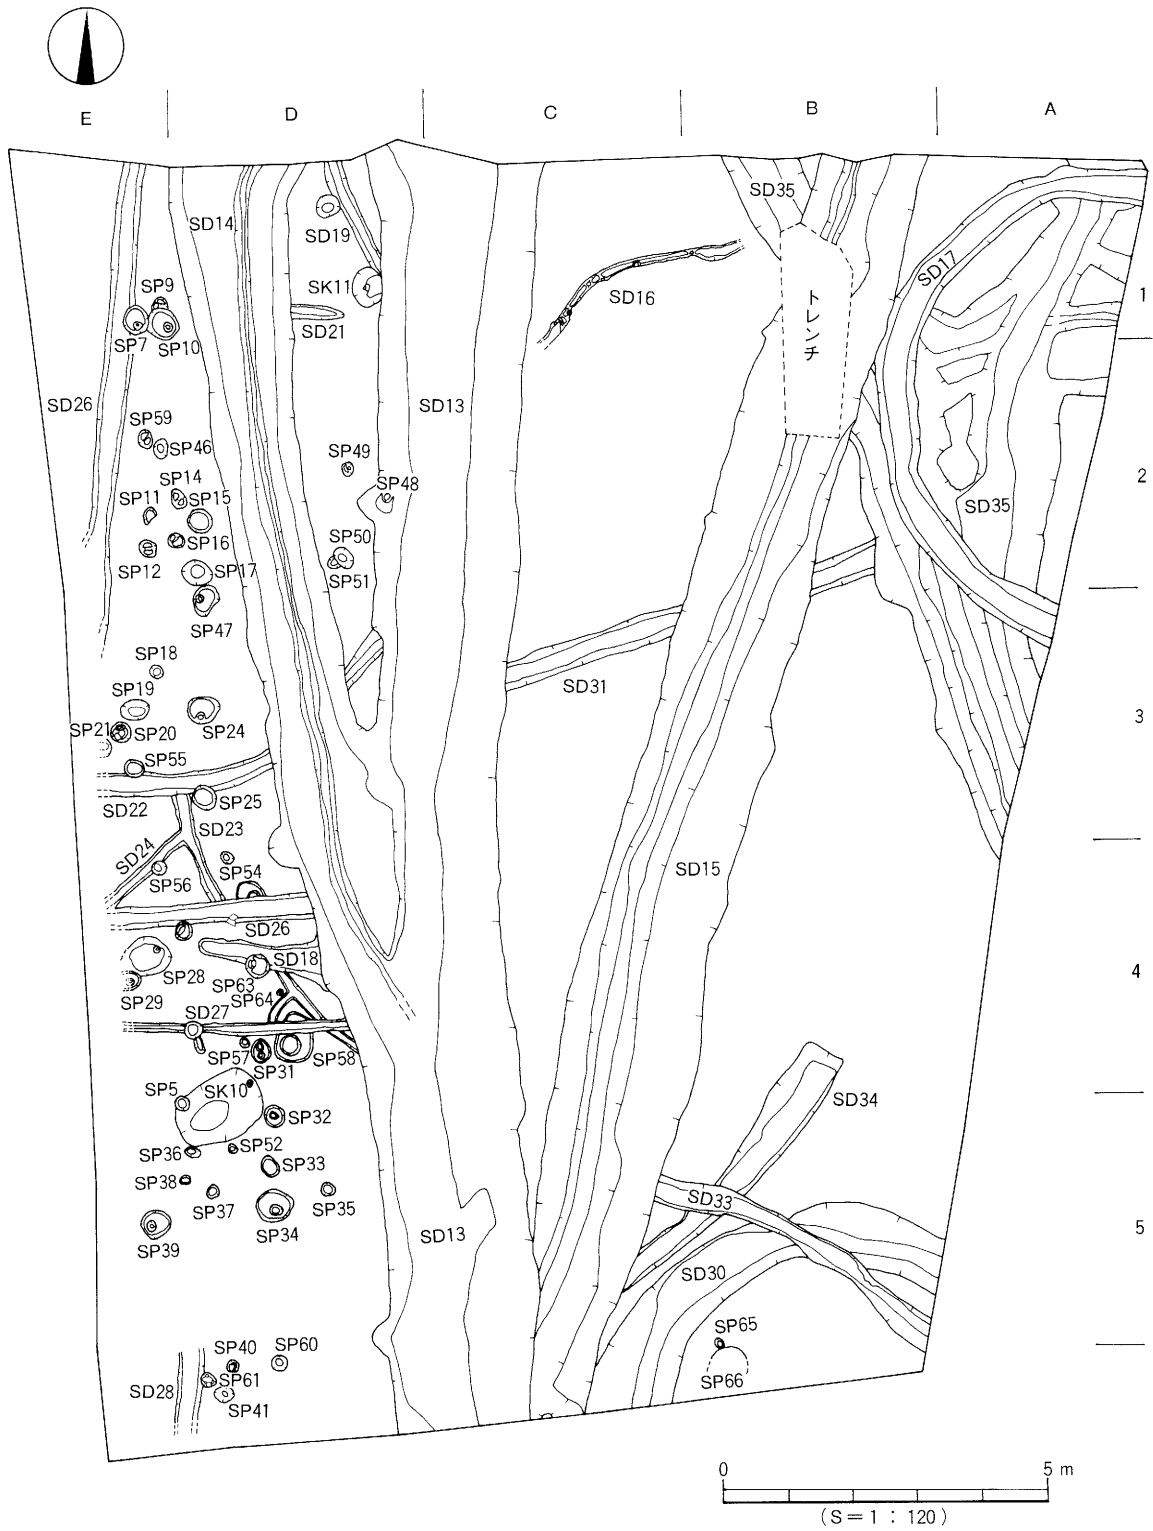 E
D
C
B
A
SD14
SD19
SK11
SD21
SD35
SD16
SD17
トレンチ
1
SP9
SP7
SP10
SD26
SD13
SP59
SP46
SP49
SP48
SP14
SP11
SP15
SP16
SP12
SP17
SP50
SP51
SP47
SD35
2
SP18
SP19
SP21
SP20
SP24
SP55
SD31
3
SD22
SP25
SD23
SD24
SP56
SP54
SD15
SD26
SD18
SP28
SP63
SP64
SP29
SD27
4
SP57
SP31
SP58
SP5
SK10
SP32
SD34
SP36
SP52
SP33
SP38
SP37
SP34
SP35
SP39
SD13
SD33
SD30
5
SP65
SP66
SP40
SP60
SP61
SD28
SP41
0 5 m
(S=1 : 120)